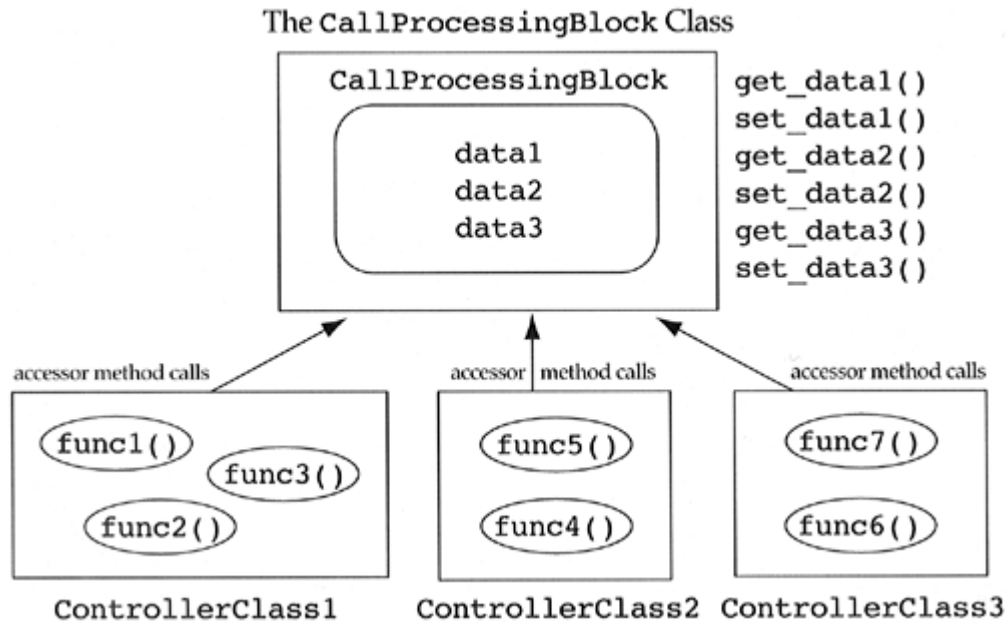 The CallProcessingBlock Class
CallProcessingBlock
data1
data2
data3
get_data1()
set_data1()
get_data2()
set_data2()
get_data3()
set_data3()
accessor method calls
accessor method calls
accessor method calls
func1()
func3()
func2()
func5()
func4()
func7()
func6()
ControllerClass1
ControllerClass2
ControllerClass3